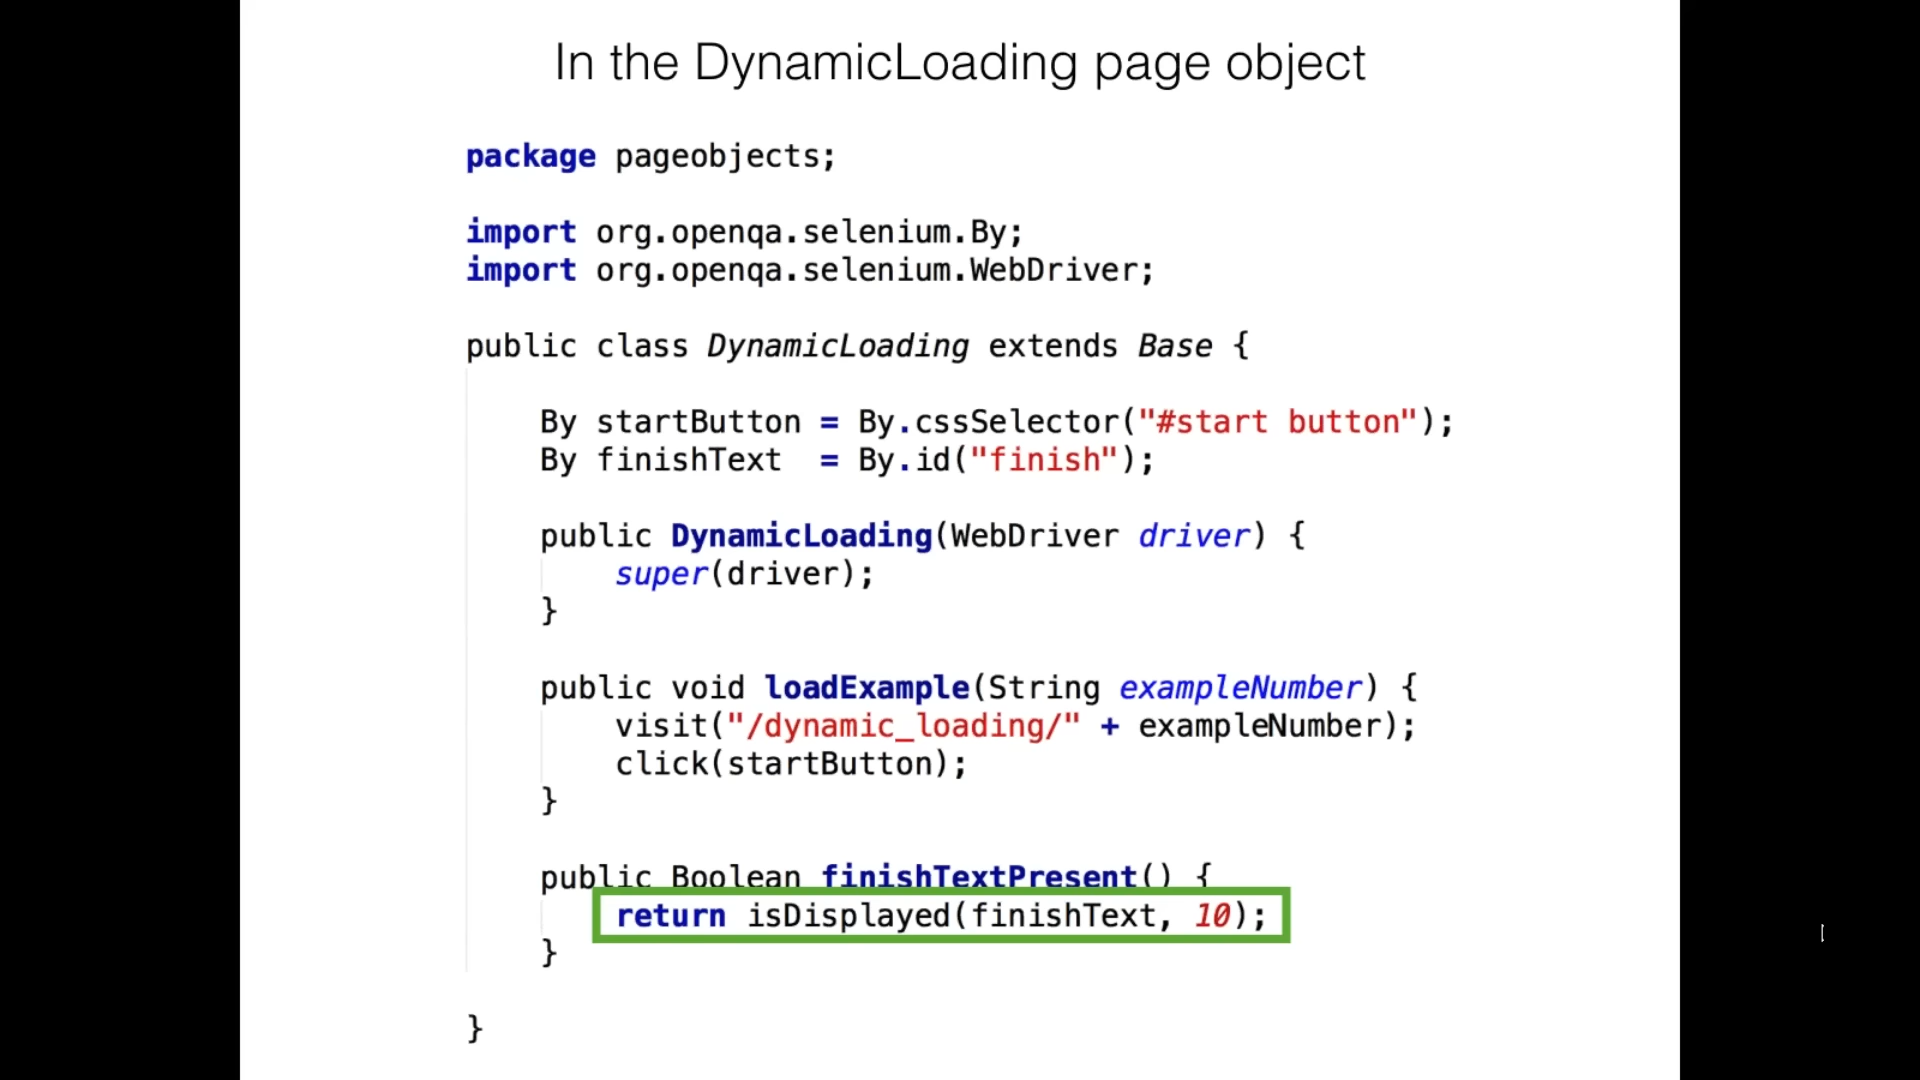 In the DynamicLoading page object
package pageobjects;
import org.openqa.selenium.By;
import org.openqa.selenium.WebDriver;
public class DynamicLoading extends Base {
By startButton = By.cssSelector("#start button");
By finishText  = By.id("finish");
public DynamicLoading(WebDriver driver) {
super(driver);
}
public void loadExample(String exampleNumber) {
visit("/dynamic_loading/" + exampleNumber);
click(startButton);
}
public Boolean finishTextPresent() {
return isDisplayed(finishText, 10);
}
}